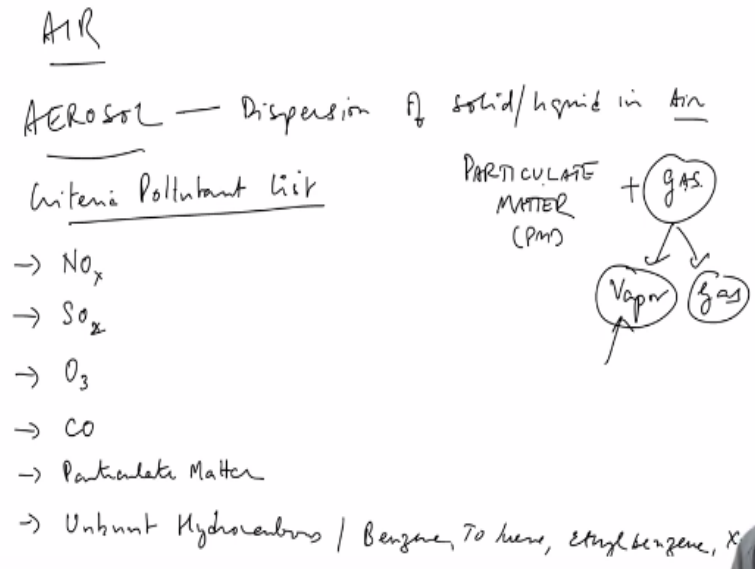 AIR
AEROSOL — Dispersion of solid/liquid in Air
Criteria Pollutant List
PARTICULATE MATTER (PM) + GAS
Vapor Gas
→ NOx
→ SO2
→ O3
→ CO
→ Particulate Matter
→ Unburnt Hydrocarbons / Benzene, Toluene, Ethylbenzene, X